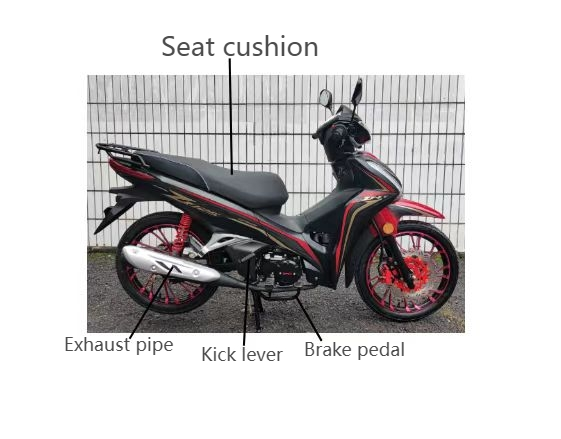 Seat cushion
Exhaust pipe
Kick lever
Brake pedal